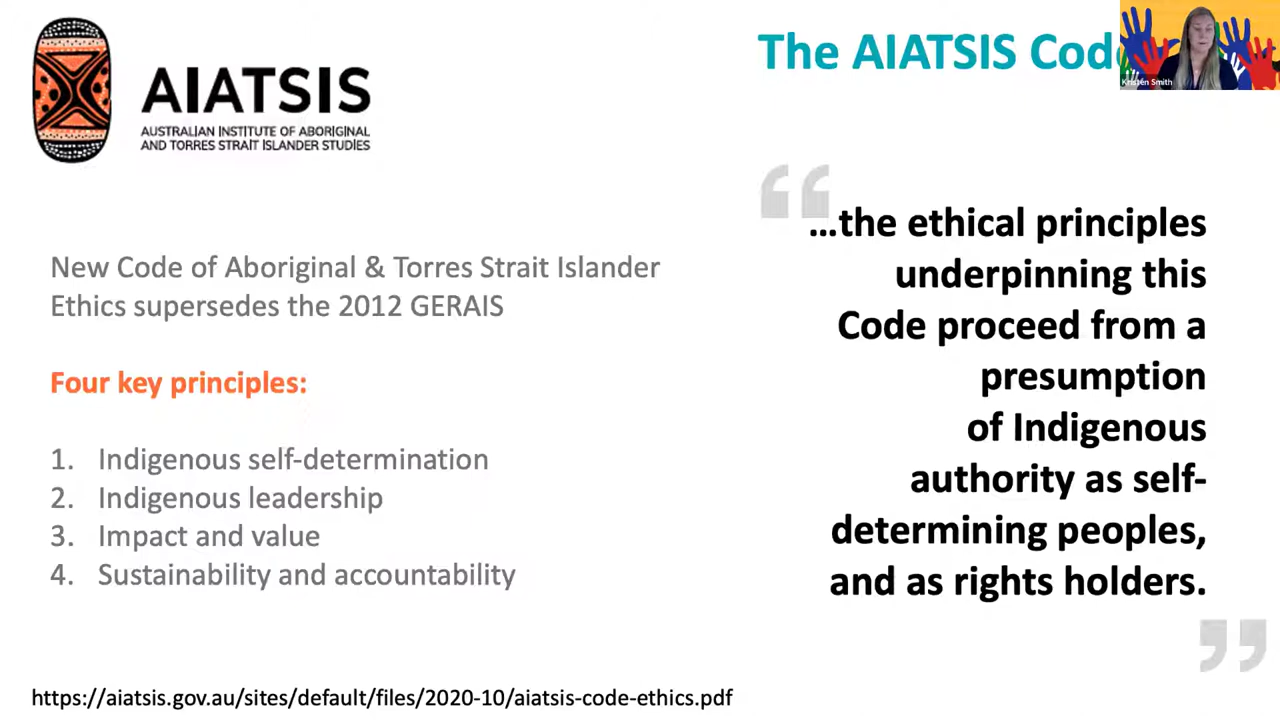 AIATSIS
AUSTRALIAN INSTITUTE OF ABORIGINAL
AND TORRES STRAIT ISLANDER STUDIES
The AIATSIS Code
Kristen Smith
New Code of Aboriginal & Torres Strait Islander
Ethics supersedes the 2012 GERAIS
Four key principles:
1. Indigenous self-determination
2. Indigenous leadership
3. Impact and value
4. Sustainability and accountability
“
…the ethical principles
underpinning this
Code proceed from a
presumption
of Indigenous
authority as self-
determining peoples,
and as rights holders.
”
https://aiatsis.gov.au/sites/default/files/2020-10/aiatsis-code-ethics.pdf